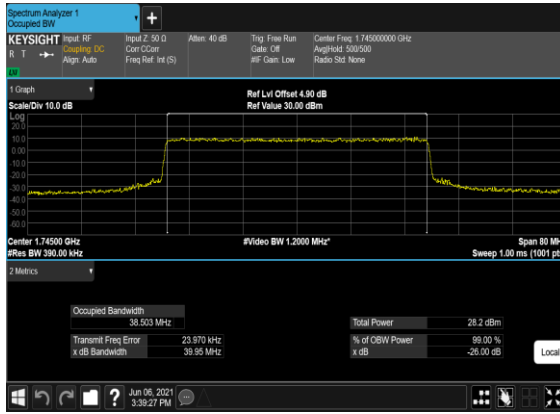 Spectrum Analyzer 1
Occupied BW
KEYSIGHT
R T
LV
Input: RF
Coupling: DC
Align: Auto
Input Z: 50 Ω
Corr CCorr
Freq Ref: Int (S)
Atten: 40 dB
Trig: Free Run
Gate: Off
#IF Gain: Low
Center Freq: 1.745000000 GHz
Avg|Hold: 500/500
Radio Std: None
1 Graph
Scale/Div 10.0 dB
Ref Lvl Offset 4.90 dB
Ref Value 30.00 dBm
Log
20.0
10.0
0.00
-10.0
-20.0
-30.0
-40.0
-50.0
-60.0
Center 1.74500 GHz
#Res BW 390.00 kHz
#Video BW 1.2000 MHz*
Span 80 MH
Sweep 1.00 ms (1001 pt
2 Metrics
Occupied Bandwidth
38.503 MHz
Transmit Freq Error 23.970 kHz
x dB Bandwidth 39.95 MHz
Total Power 28.2 dBm
% of OBW Power 99.00 %
x dB -26.00 dB
Local
?
Jun 06, 2021
3:39:27 PM